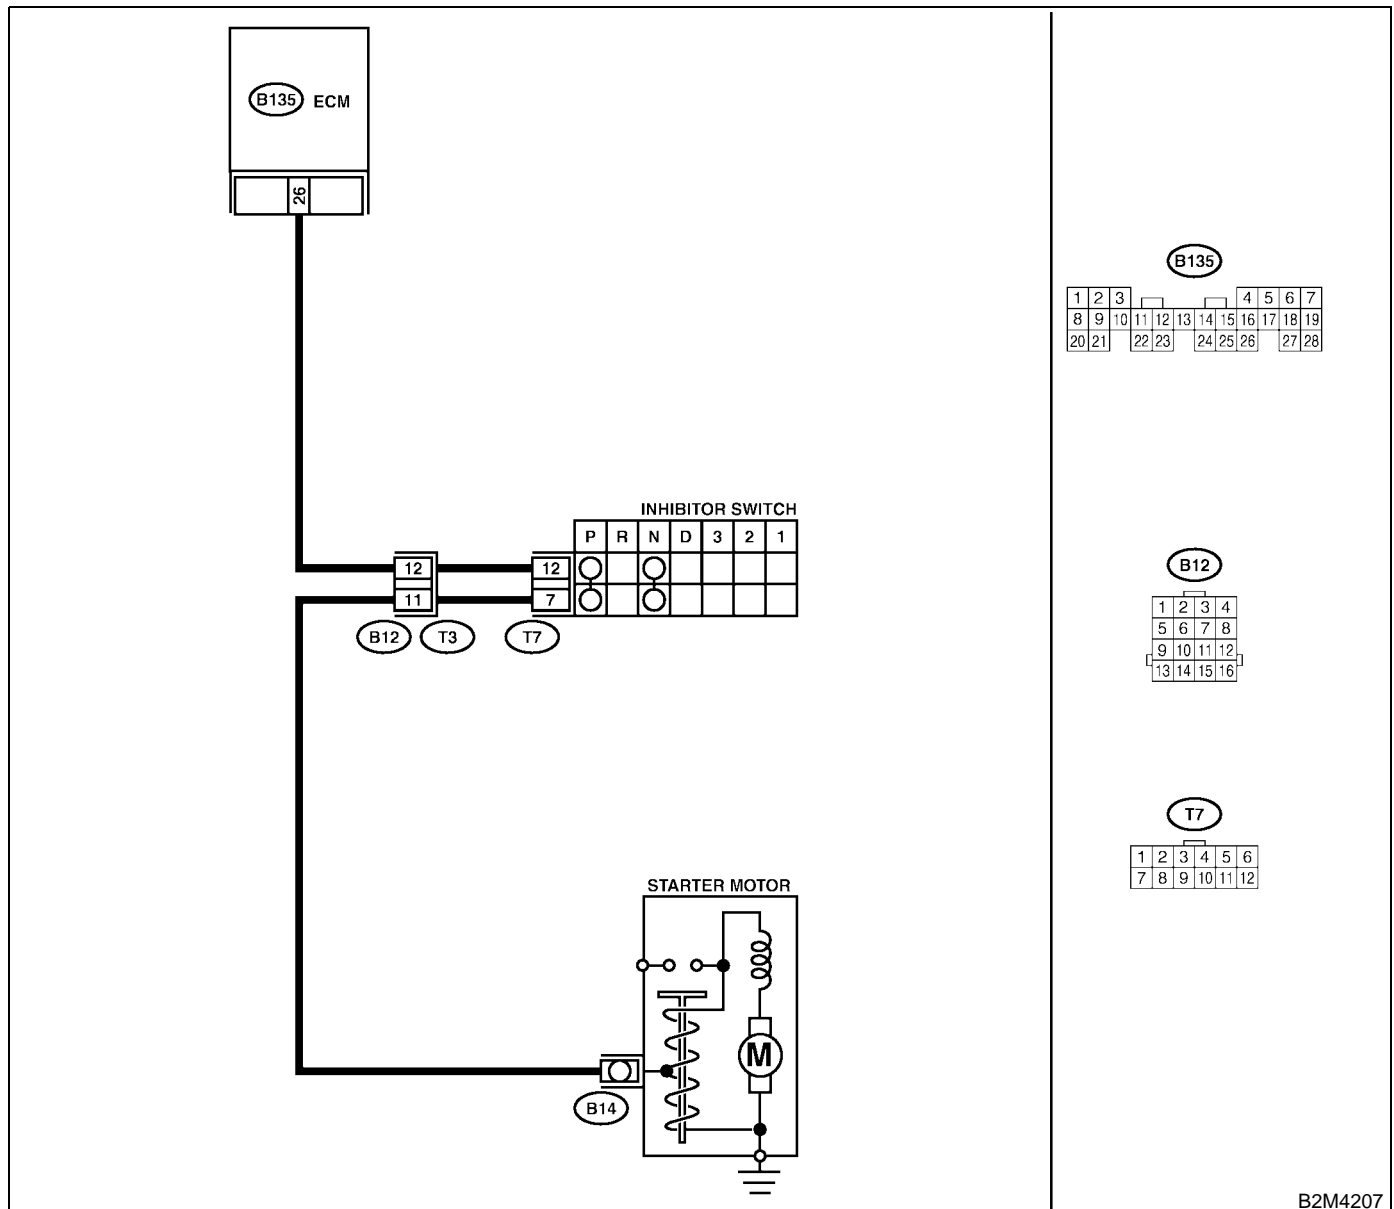 B135 ECM
26
B135
1 2 3 4 5 6 7
8 9 10 11 12 13 14 15 16 17 18 19
20 21 22 23 24 25 26 27 28
INHIBITOR SWITCH
P R N D 3 2 1
12 12
11 7
B12 T3 T7
B12
1 2 3 4
5 6 7 8
9 10 11 12
13 14 15 16
T7
1 2 3 4 5 6
7 8 9 10 11 12
STARTER MOTOR
M
B14
B2M4207